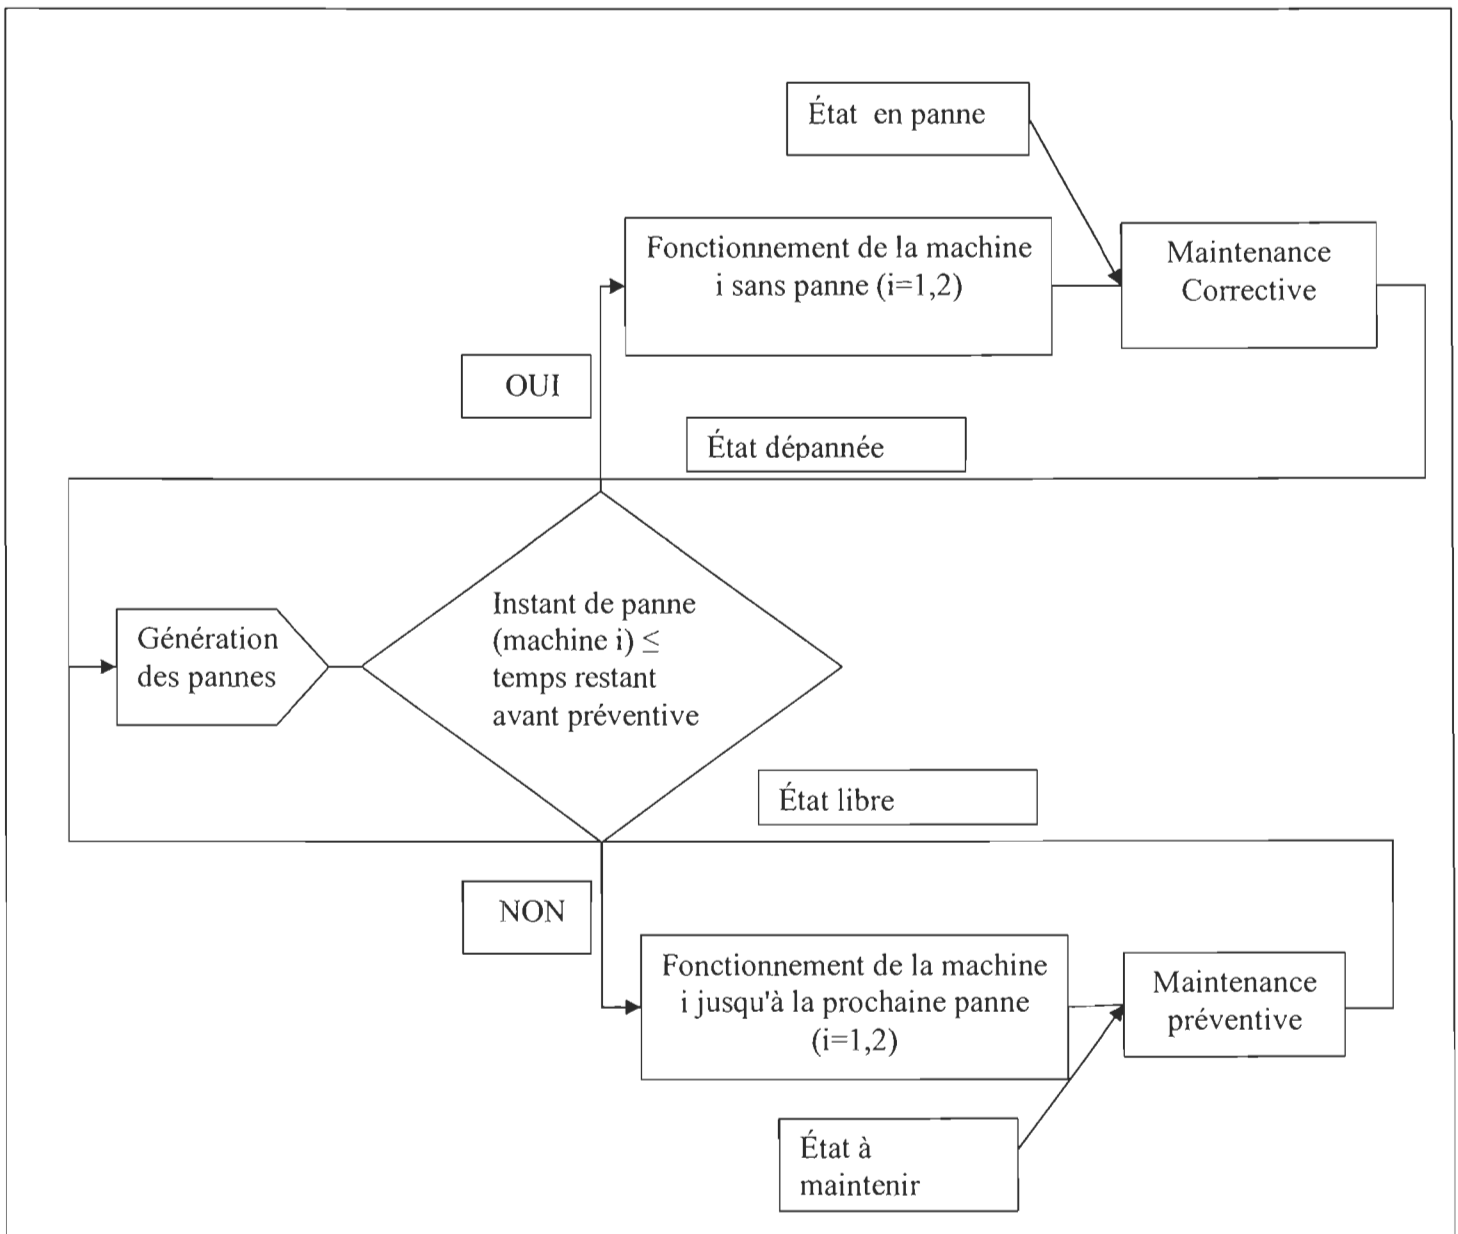 État en panne
Fonctionnement de la machine
i sans panne (i=1,2)
Maintenance
Corrective
OUI
État dépannée
Instant de panne
(machine i) ≤
temps restant
avant préventive
Génération
des pannes
État libre
NON
Fonctionnement de la machine
i jusqu'à la prochaine panne
(i=1,2)
Maintenance
préventive
État à
maintenir